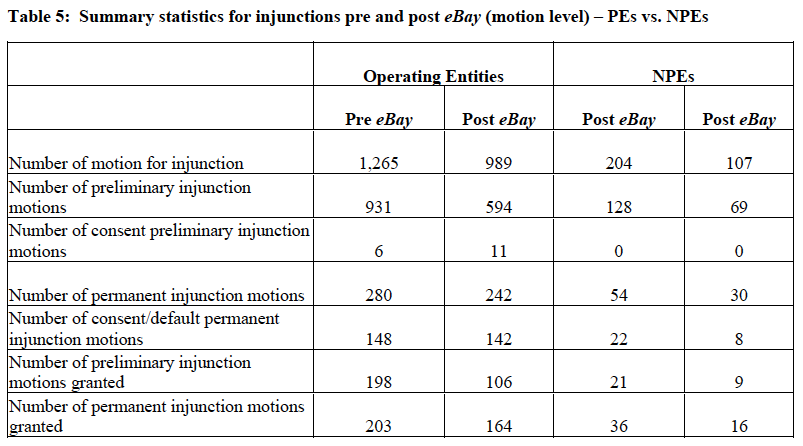 Table 5: Summary statistics for injunctions pre and post eBay (motion level) – PEs vs. NPEs
Operating Entities NPEs
Pre eBay Post eBay Post eBay Post eBay
Number of motion for injunction 1,265 989 204 107
Number of preliminary injunction
motions 931 594 128 69
Number of consent preliminary injunction
motions 6 11 0 0
Number of permanent injunction motions 280 242 54 30
Number of consent/default permanent
injunction motions 148 142 22 8
Number of preliminary injunction
motions granted 198 106 21 9
Number of permanent injunction motions
granted 203 164 36 16